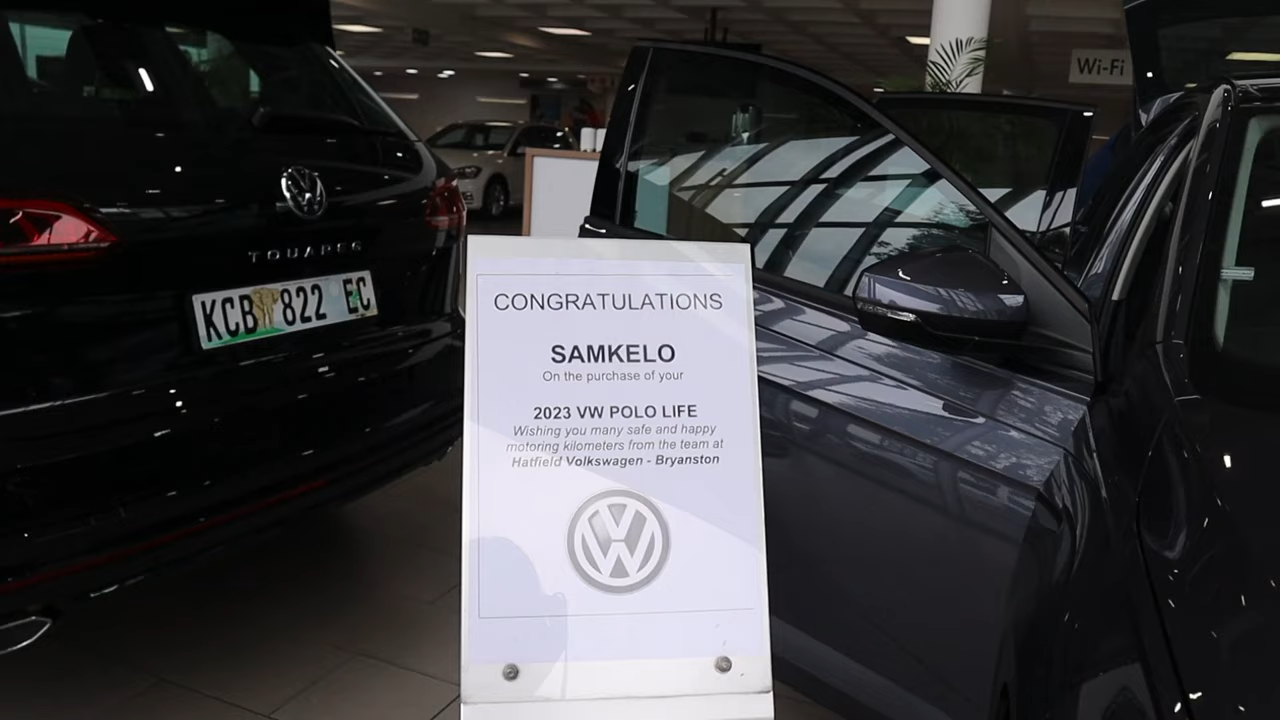 Wi-Fi
TOUAREG
KCB 822 EC
CONGRATULATIONS
SAMKELO
On the purchase of your
2023 VW POLO LIFE
Wishing you many safe and happy
motoring kilometers from the team at
Hatfield Volkswagen - Bryanston